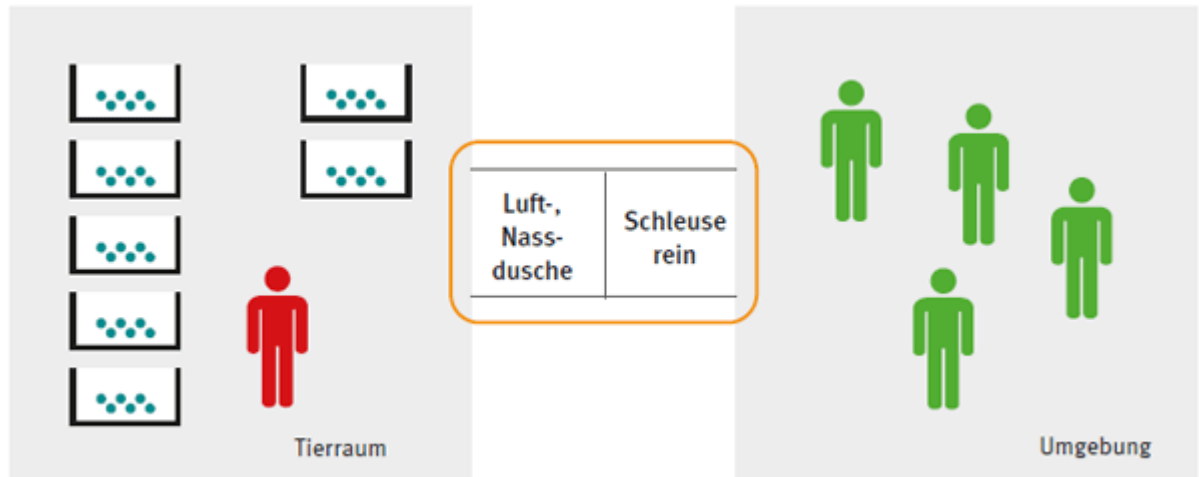 Luft-,
Nass-
dusche
Schleuse
rein
Tierraum
Umgebung